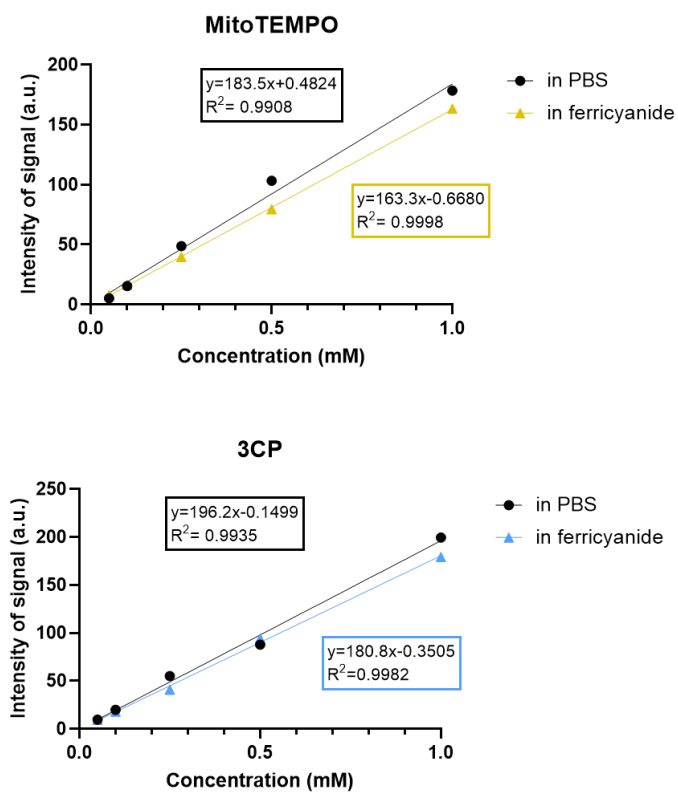 MitoTEMPO
200
150
100
50
0
0.0
0.5
1.0
Intensity of signal (a.u.)
Concentration (mM)
y=183.5x+0.4824
R²= 0.9908
y=163.3x-0.6680
R²= 0.9998
in PBS
in ferricyanide
3CP
250
200
150
100
50
0
0.0
0.5
1.0
Intensity of signal (a.u.)
Concentration (mM)
y=196.2x-0.1499
R²= 0.9935
y=180.8x-0.3505
R²=0.9982
in PBS
in ferricyanide